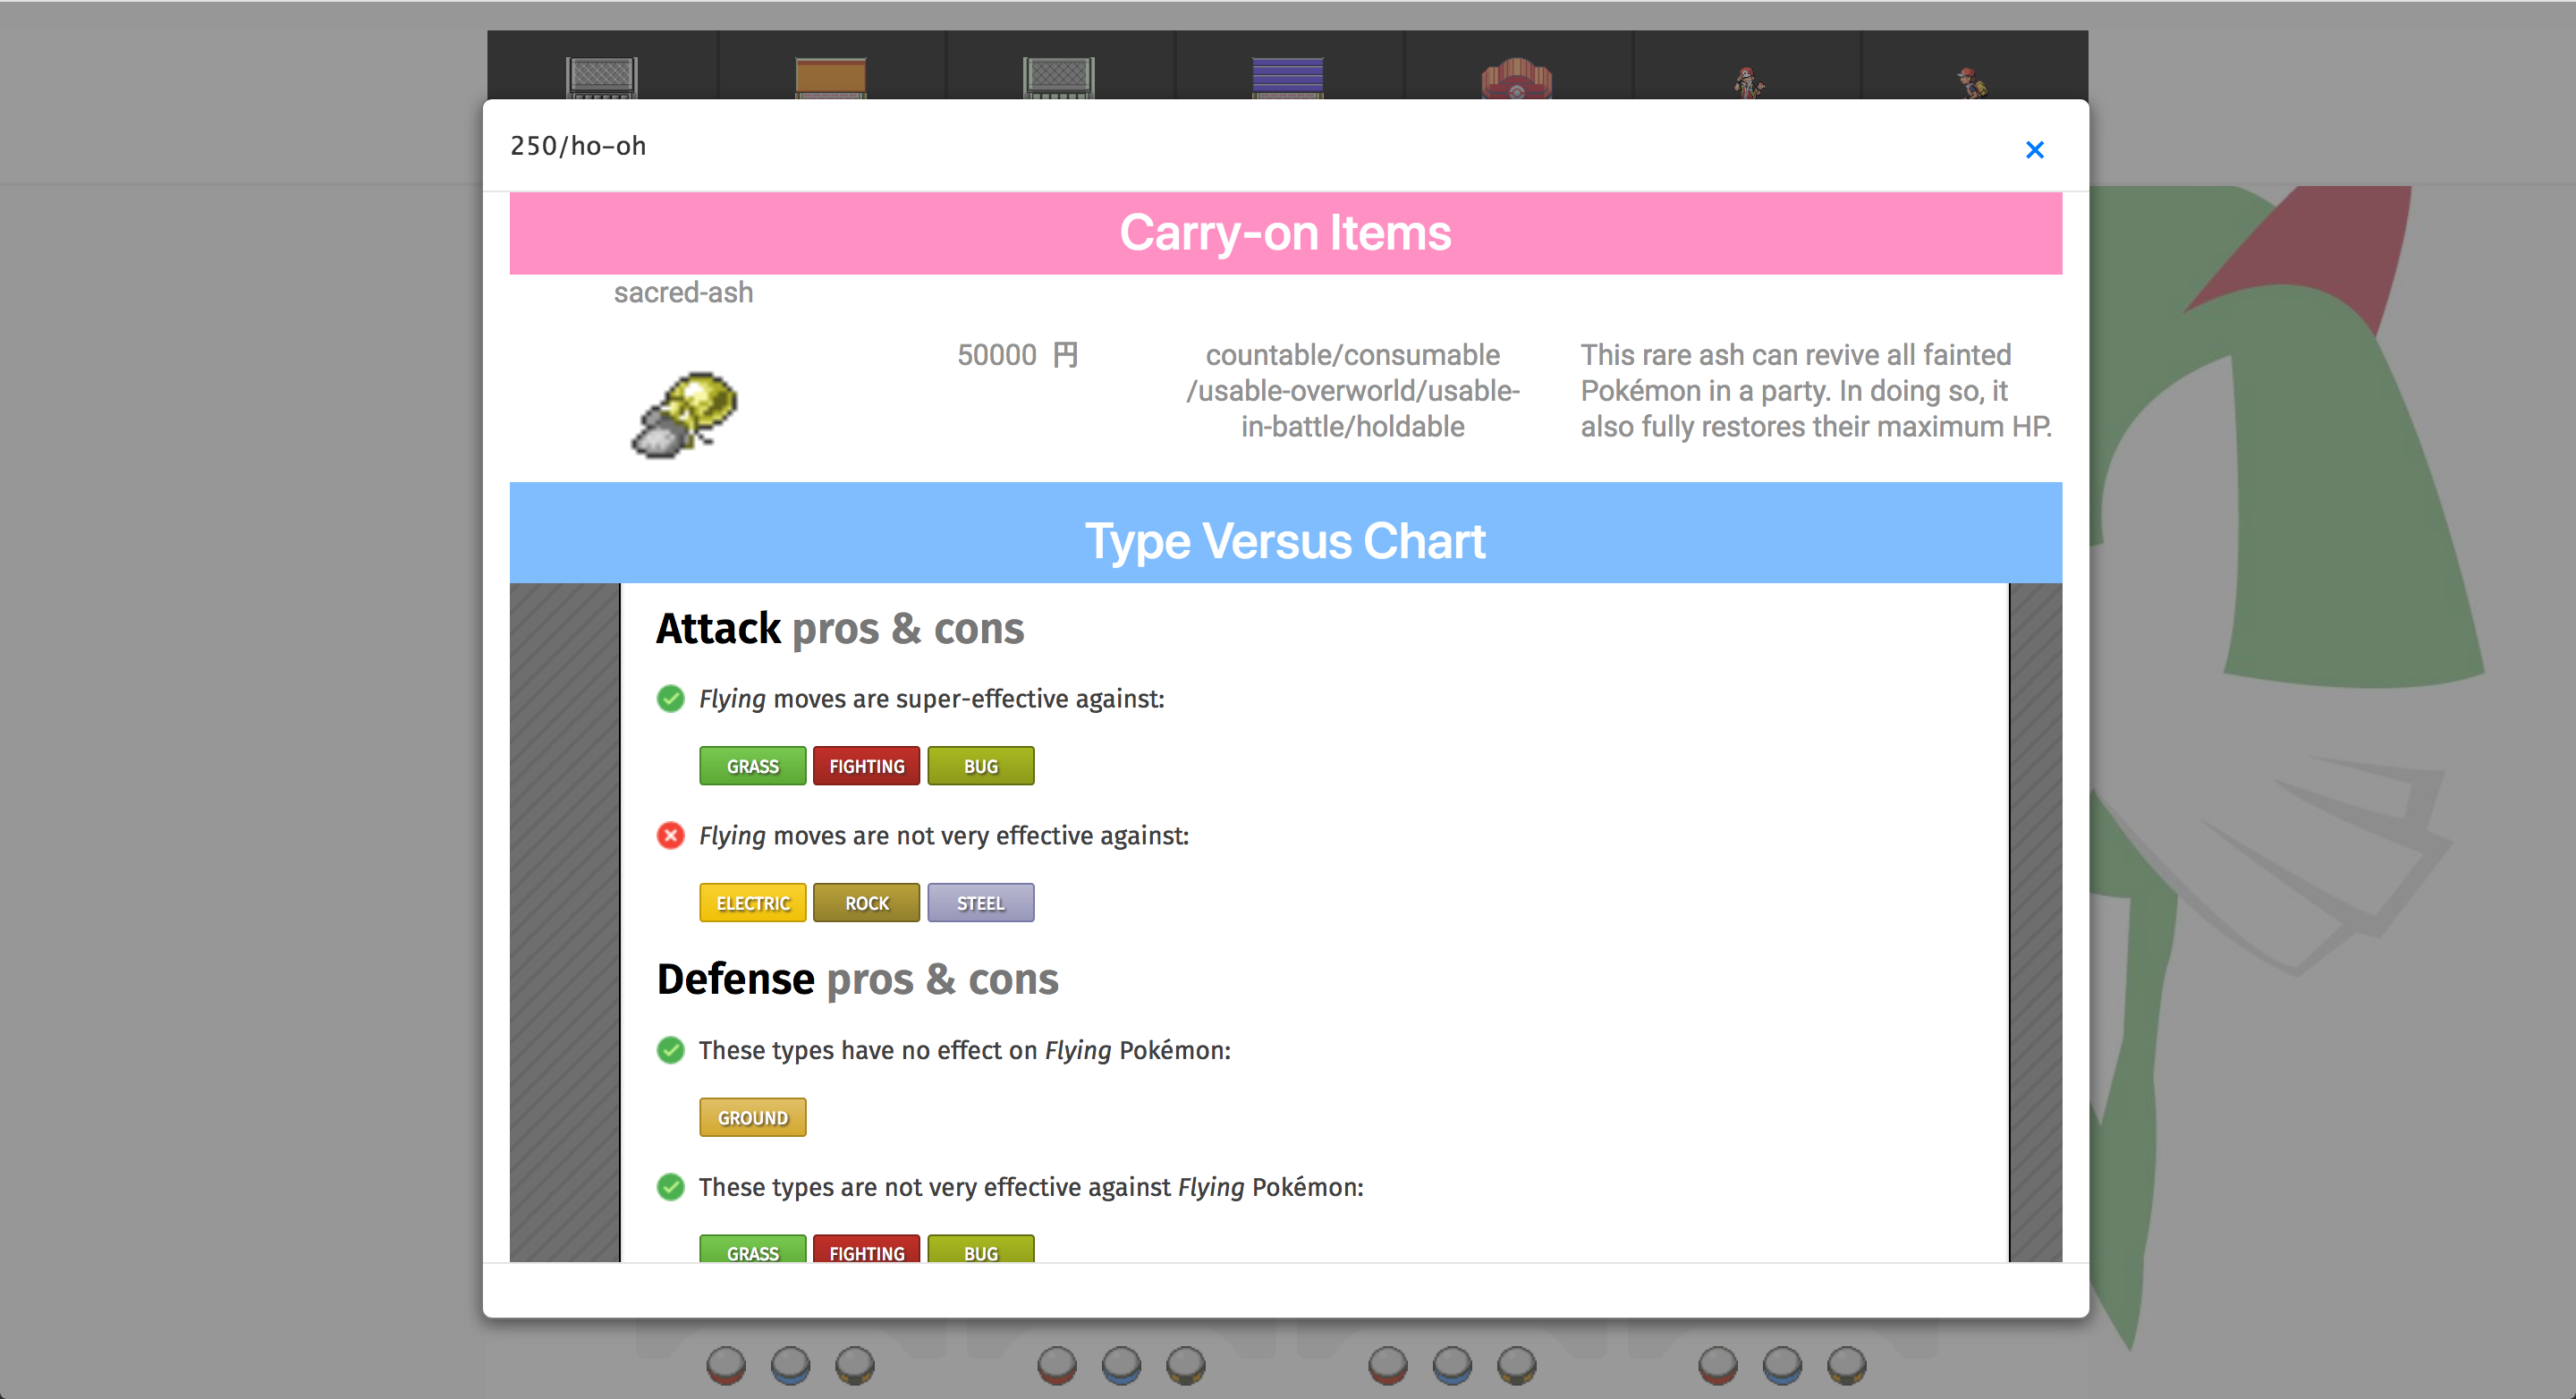 250/ho-oh
×
Carry-on Items
sacred-ash
50000 円
countable/consumable
/usable-overworld/usable-
in-battle/holdable
This rare ash can revive all fainted
Pokémon in a party. In doing so, it
also fully restores their maximum HP.
Type Versus Chart
Attack pros & cons
Flying moves are super-effective against:
GRASS FIGHTING BUG
Flying moves are not very effective against:
ELECTRIC ROCK STEEL
Defense pros & cons
These types have no effect on Flying Pokémon:
GROUND
These types are not very effective against Flying Pokémon:
GRASS FIGHTING BUG